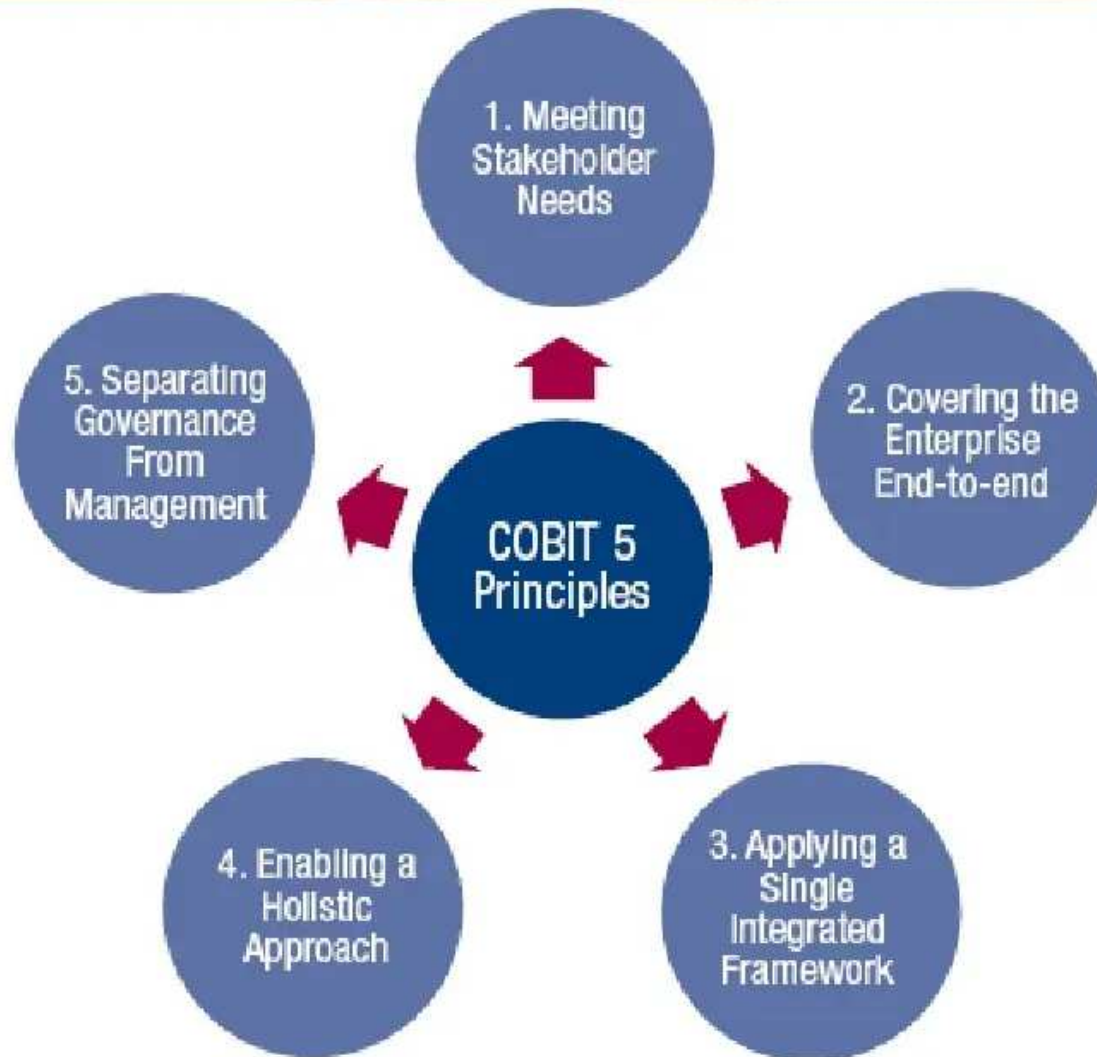 1. Meeting
Stakeholder
Needs
2. Covering the
Enterprise
End-to-end
3. Applying a
Single
Integrated
Framework
4. Enabling a
Holistic
Approach
5. Separating
Governance
From
Management
COBIT 5
Principles